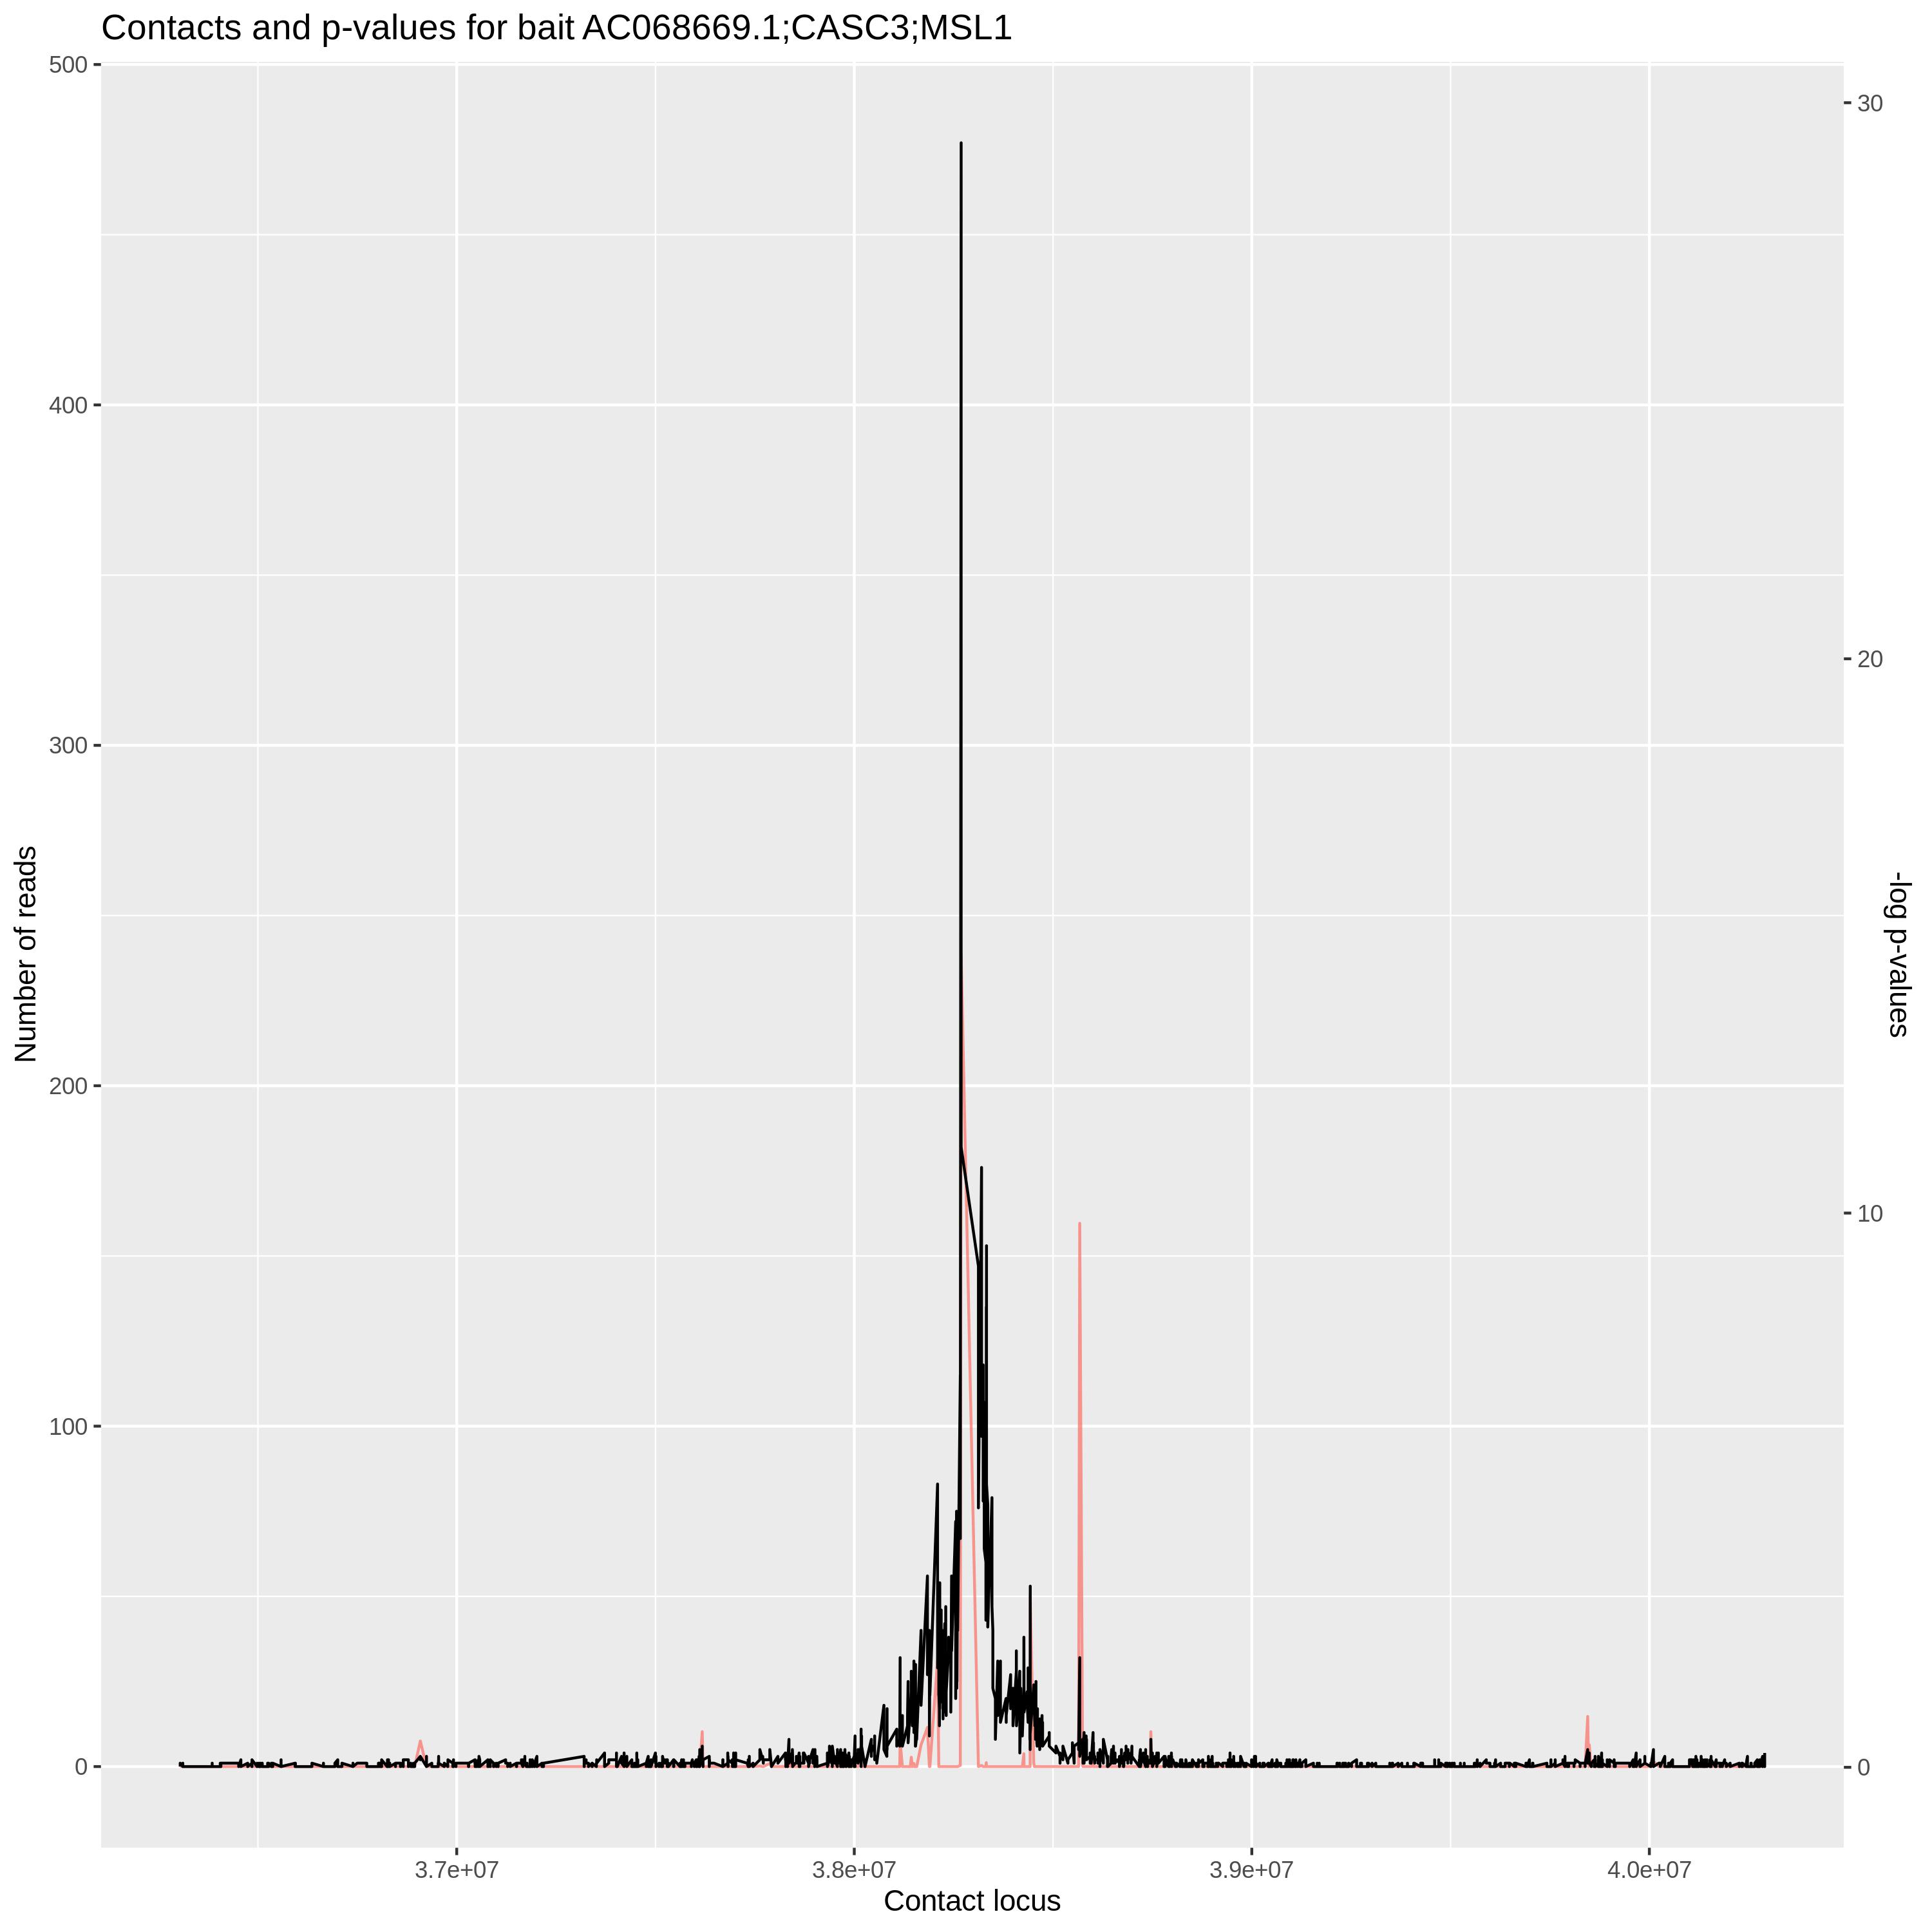 Contacts and p-values for bait AC068669.1;CASC3;MSL1
500
400
300
200
100
0
Number of reads
30
20
10
0
-log p-values
3.7e+07 3.8e+07 3.9e+07 4.0e+07
Contact locus